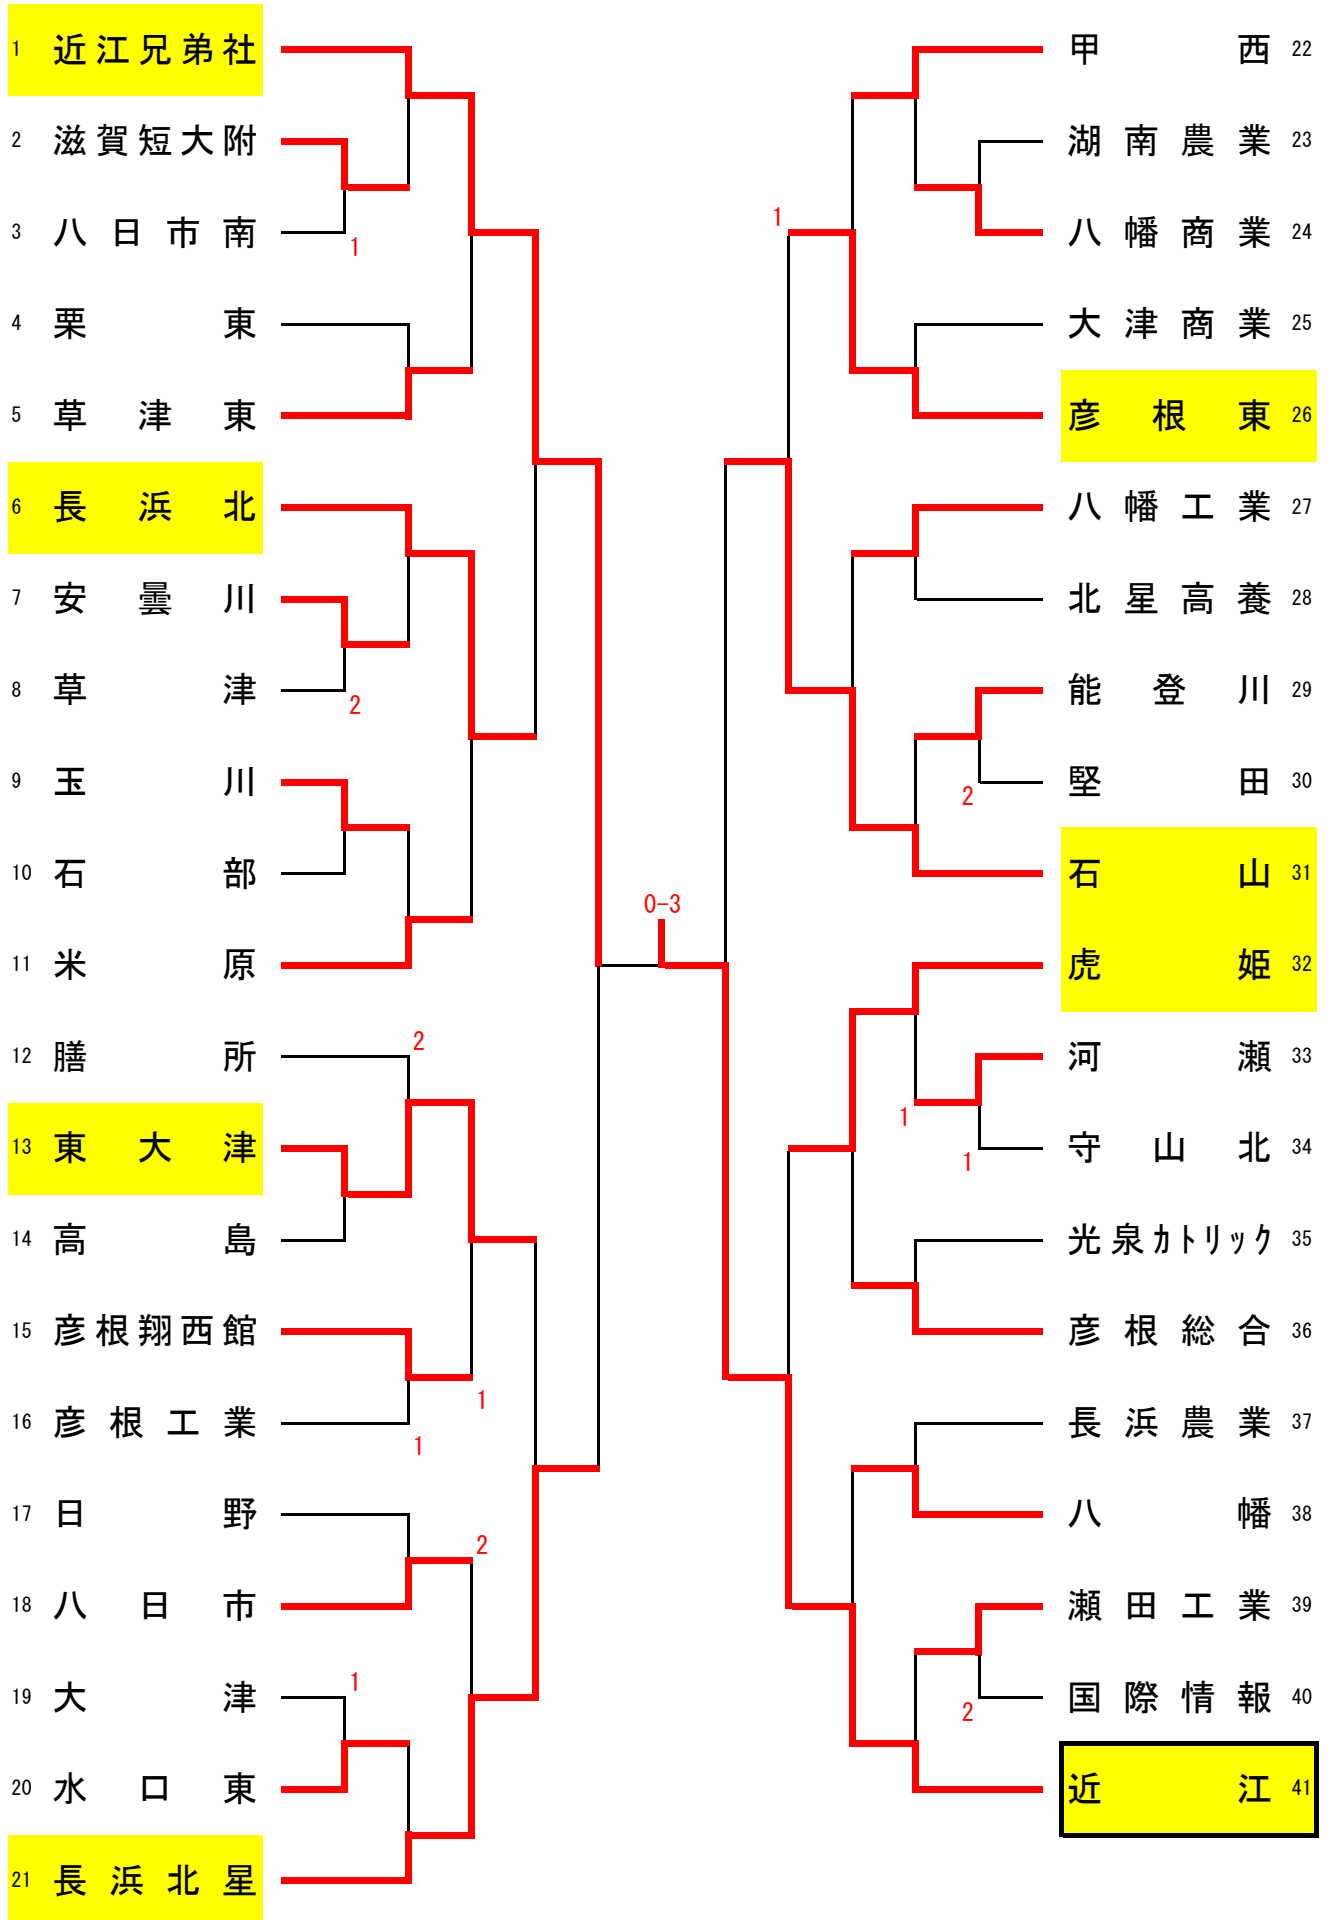 1 近江兄弟社
2 滋賀短大附
3 八日市南
1
4 栗東
5 草津東
6 長浜北
7 安曇川
8 草津
2
9 玉川
10 石部
11 米原
12 膳所
2
13 東大津
14 高島
15 彦根翔西館
1
16 彦根工業
1
17 日野
2
18 八日市
1
19 大津
20 水口東
21 長浜北星
0-3
甲西 22
湖南農業 23
1
八幡商業 24
大津商業 25
彦根東 26
八幡工業 27
北星高養 28
能登川 29
堅田 30
2
石山 31
虎姫 32
河瀬 33
1
守山北 34
1
光泉カトリック 35
彦根総合 36
長浜農業 37
八幡 38
瀬田工業 39
国際情報 40
2
近江 41